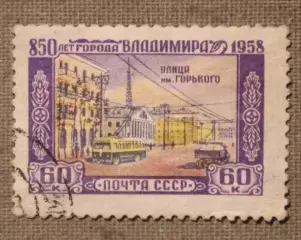 850 ЛЕТ ГОРОДА ВЛАДИМИРА 1958
УЛИЦА
ИМ. ГОРЬКОГО
60 К ПОЧТА СССР 60 К